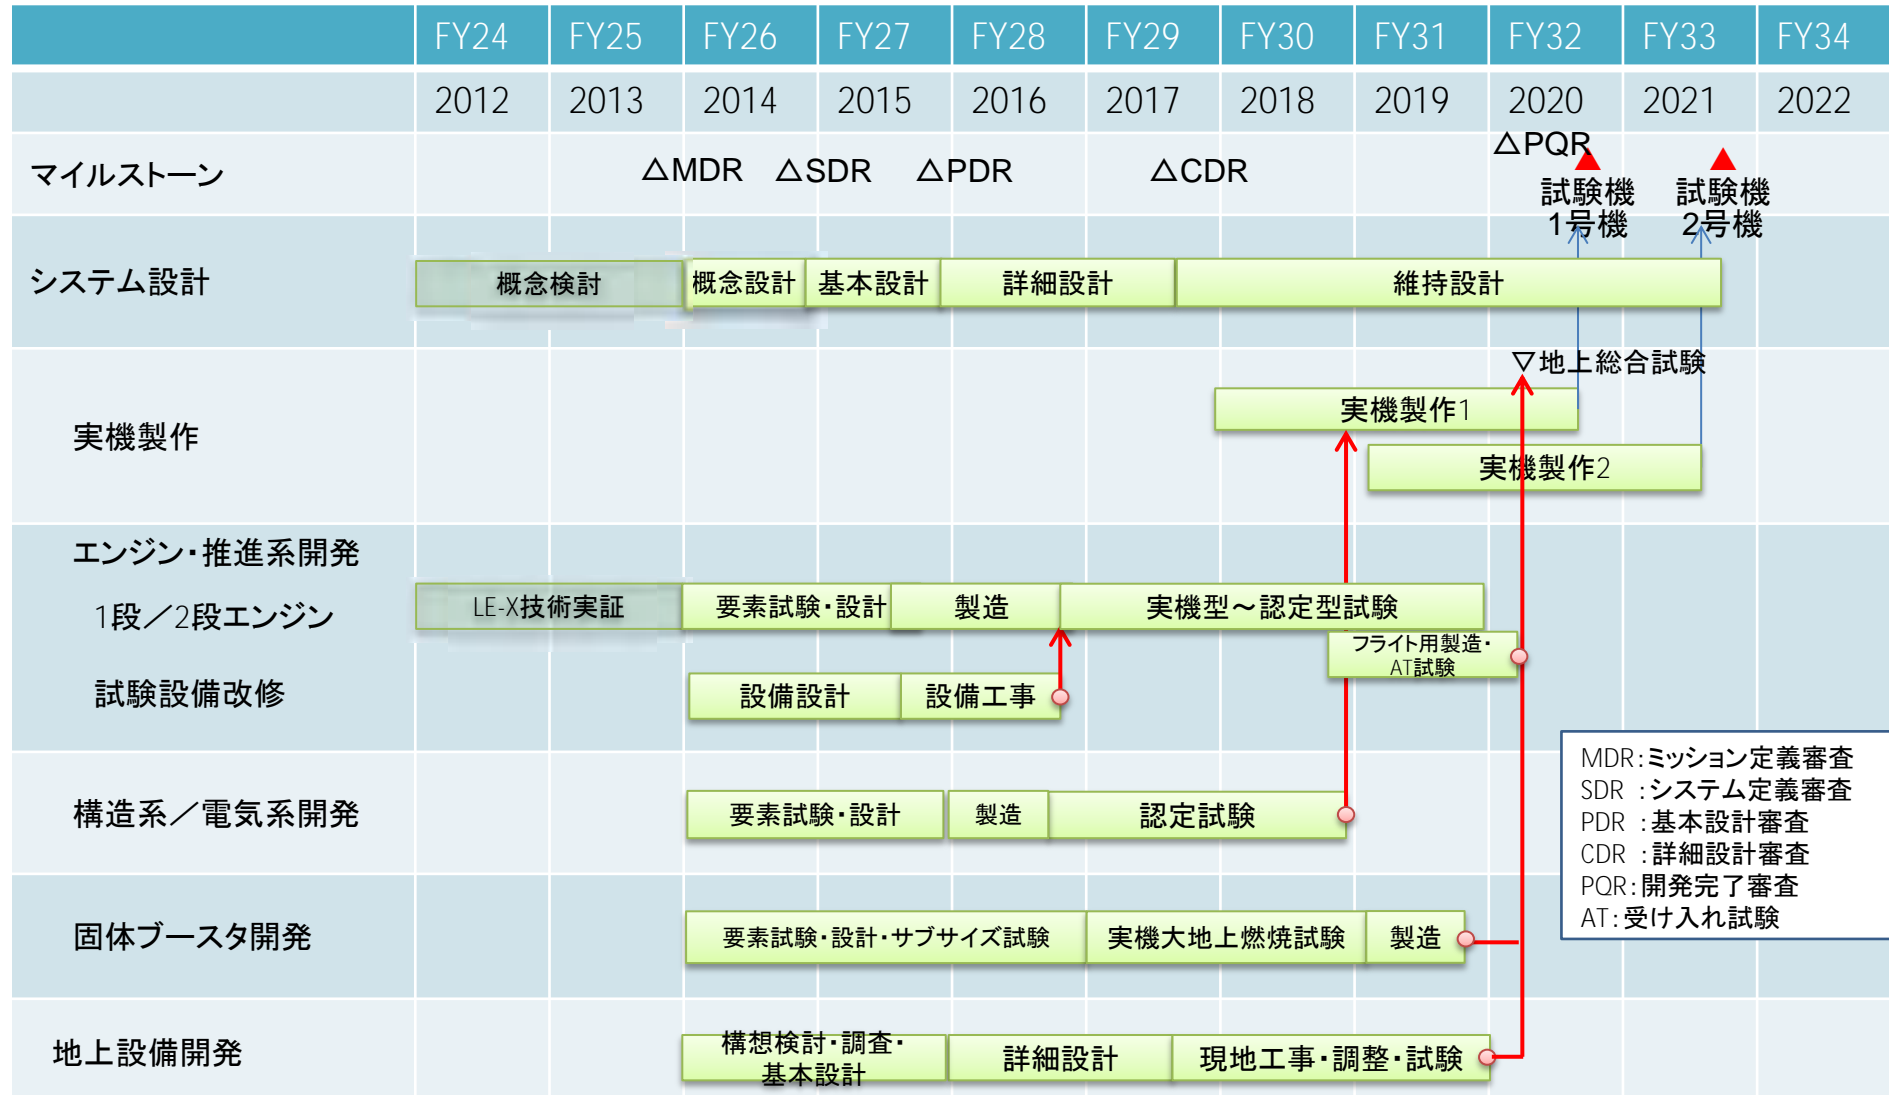 FY24 FY25 FY26 FY27 FY28 FY29 FY30 FY31 FY32 FY33 FY34
2012 2013 2014 2015 2016 2017 2018 2019 2020 2021 2022
マイルストーン
△MDR △SDR △PDR △CDR △PQR
試験機
1号機
試験機
2号機
システム設計
概念検討 概念設計 基本設計 詳細設計 維持設計
▽地上総合試験
実機製作
実機製作1
実機製作2
エンジン・推進系開発
1段／2段エンジン
LE-X技術実証 要素試験・設計 製造 実機型～認定型試験
フライト用製造・
AT試験
試験設備改修
設備設計 設備工事
構造系／電気系開発
要素試験・設計 製造 認定試験
固体ブースタ開発
要素試験・設計・サブサイズ試験 実機大地上燃焼試験 製造
地上設備開発
構想検討・調査・
基本設計
詳細設計 現地工事・調整・試験
MDR：ミッション定義審査
SDR ：システム定義審査
PDR ：基本設計審査
CDR ：詳細設計審査
PQR：開発完了審査
AT：受け入れ試験